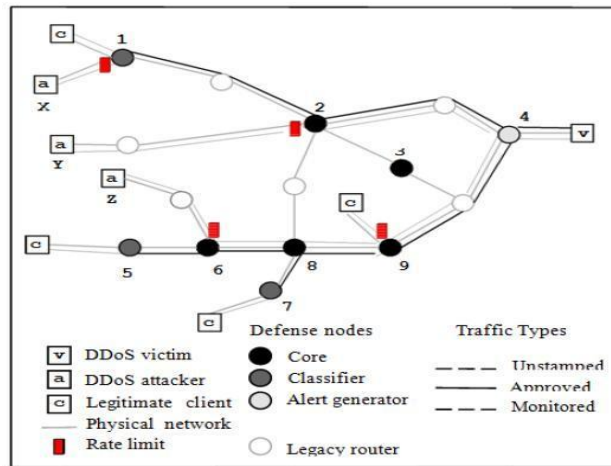 c
1
a
X
2
4
v
a
Y
3
a
Z
c
c
5
6
8
9
7
c
Defense nodes
Traffic Types
v DDoS victim
Core
Unstamped
a DDoS attacker
Classifier
Approved
c Legitimate client
Alert generator
Monitored
Physical network
Rate limit
Legacy router